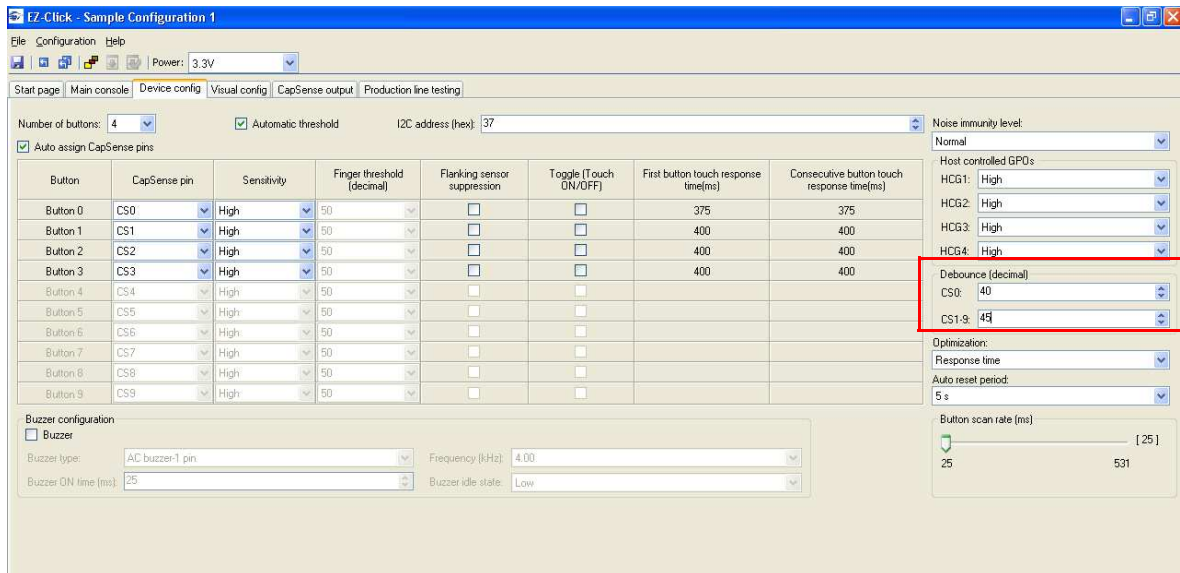 EZ-Click - Sample Configuration 1
File Configuration Help
Power: 3.3V
Start page Main console Device config Visual config CapSense output Production line testing
Number of buttons: 4 Automatic threshold I2C address (hex): 37
Auto assign CapSense pins
Button CapSense pin Sensitivity Finger threshold (decimal) Flanking sensor suppression Toggle (Touch ON/OFF) First button touch response time(ms) Consecutive button touch response time(ms)
Button 0 CS0 High 50 375 375
Button 1 CS1 High 50 400 400
Button 2 CS2 High 50 400 400
Button 3 CS3 High 50 400 400
Button 4 CS4 High 50
Button 5 CS5 High 50
Button 6 CS6 High 50
Button 7 CS7 High 50
Button 8 CS8 High 50
Button 9 CS9 High 50
Buzzer configuration
Buzzer
Buzzer type: AC buzzer-1 pin Frequency (kHz): 4.00
Buzzer ON time (ms): 25 Buzzer idle state: Low
Noise immunity level:
Normal
Host controlled GPOs
HCG1: High
HCG2: High
HCG3: High
HCG4: High
Debounce (decimal)
CS0: 40
CS1-9: 45
Optimization:
Response time
Auto reset period:
5 s
Button scan rate (ms)
[ 25 ]
25 531